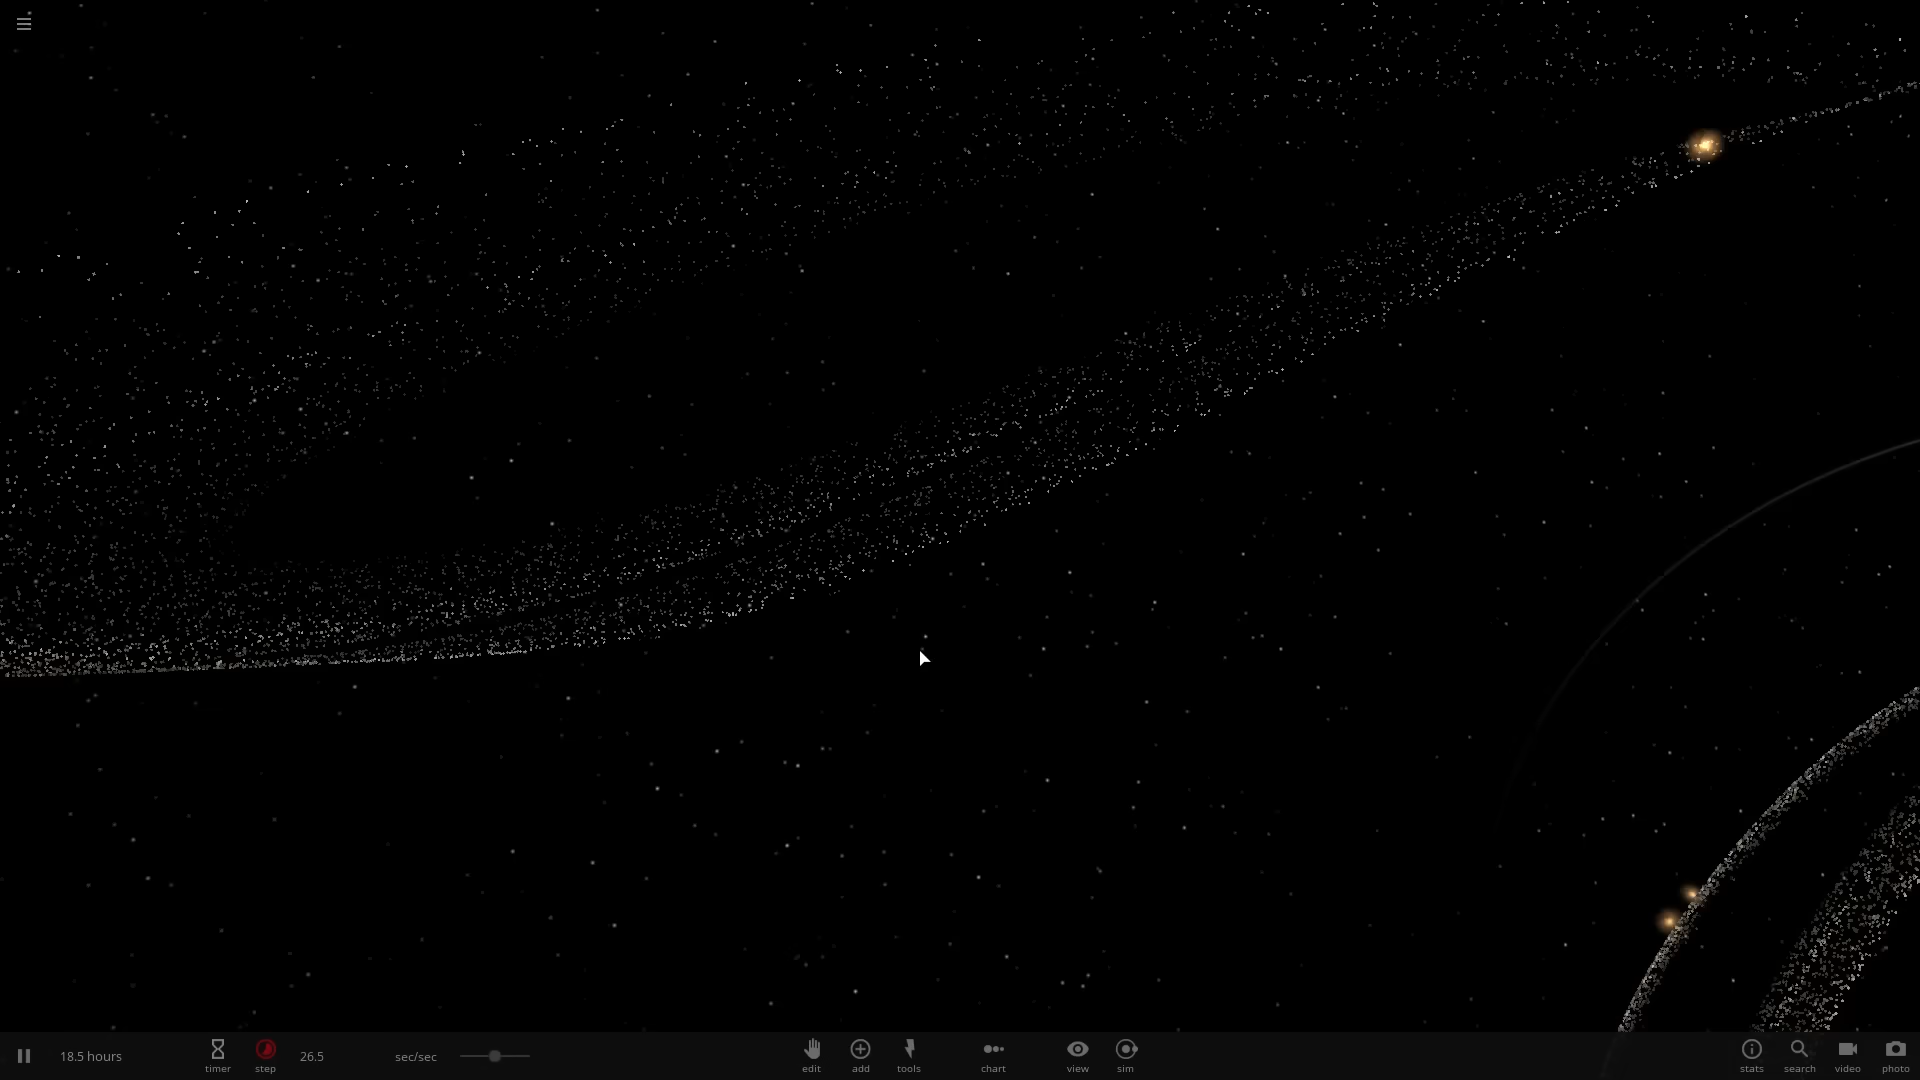 18.5 hours
timer
step
26.5
sec/sec
edit
add
tools
chart
view
sim
stats
search
video
photo